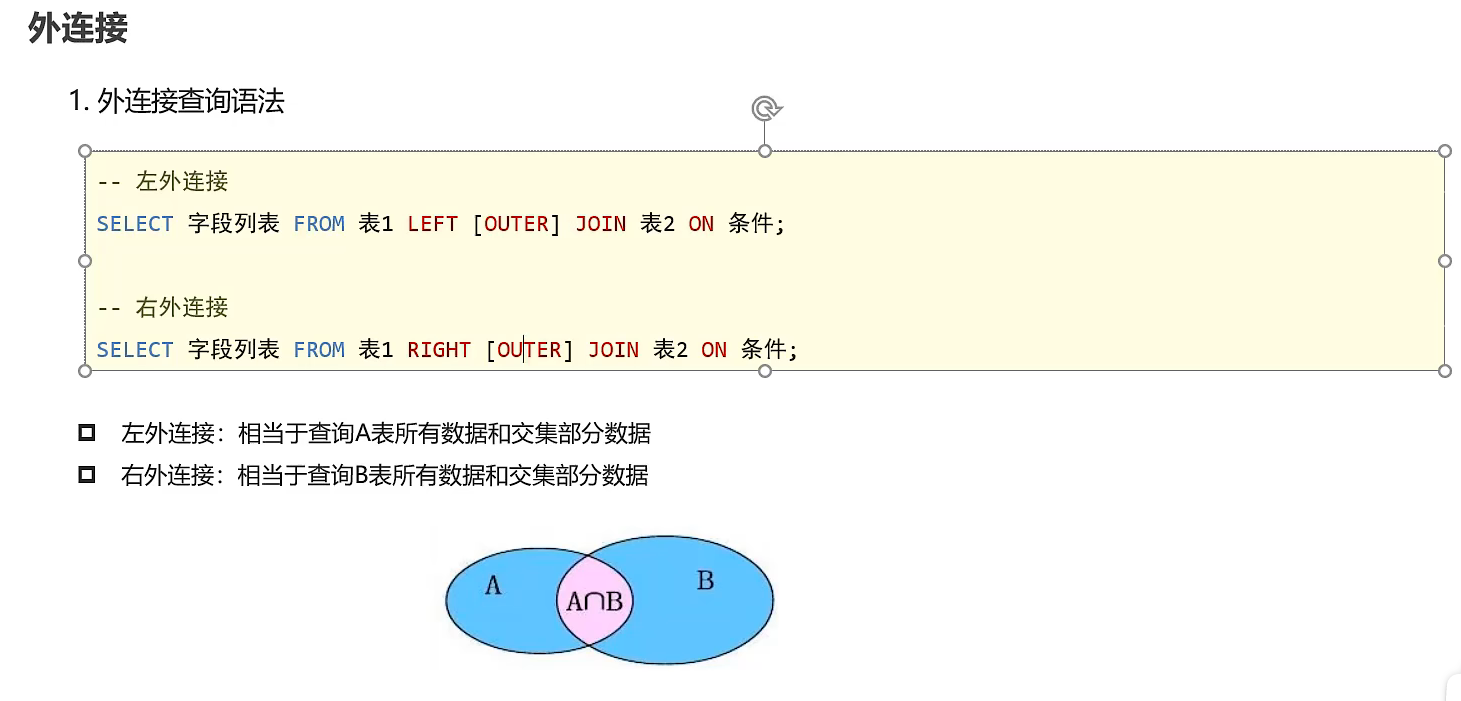 外连接
1. 外连接查询语法
-- 左外连接
SELECT 字段列表 FROM 表1 LEFT [OUTER] JOIN 表2 ON 条件;
-- 右外连接
SELECT 字段列表 FROM 表1 RIGHT [OUTER] JOIN 表2 ON 条件;
左外连接：相当于查询A表所有数据和交集部分数据
右外连接：相当于查询B表所有数据和交集部分数据
A
A∩B
B